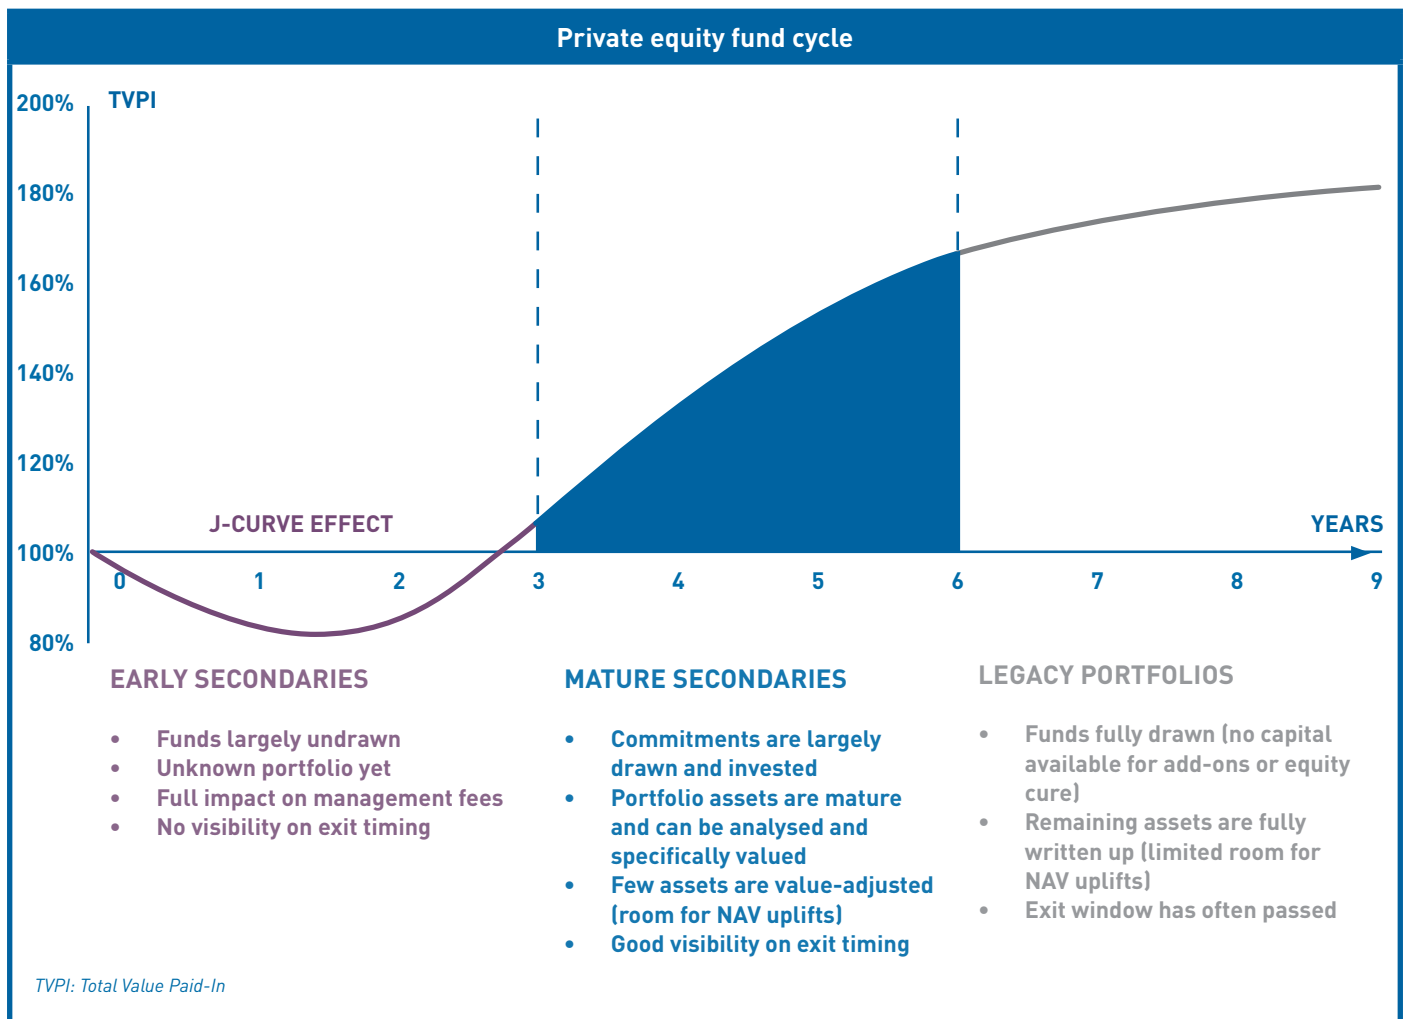 Private equity fund cycle
200%
TVPI
180%
160%
140%
120%
J-CURVE EFFECT
YEARS
100%
0 1 2 3 4 5 6 7 8 9
80%
EARLY SECONDARIES
• Funds largely undrawn
• Unknown portfolio yet
• Full impact on management fees
• No visibility on exit timing
MATURE SECONDARIES
• Commitments are largely
drawn and invested
• Portfolio assets are mature
and can be analysed and
specifically valued
• Few assets are value-adjusted
(room for NAV uplifts)
• Good visibility on exit timing
LEGACY PORTFOLIOS
• Funds fully drawn (no capital
available for add-ons or equity
cure)
• Remaining assets are fully
written up (limited room for
NAV uplifts)
• Exit window has often passed
TVPI: Total Value Paid-In